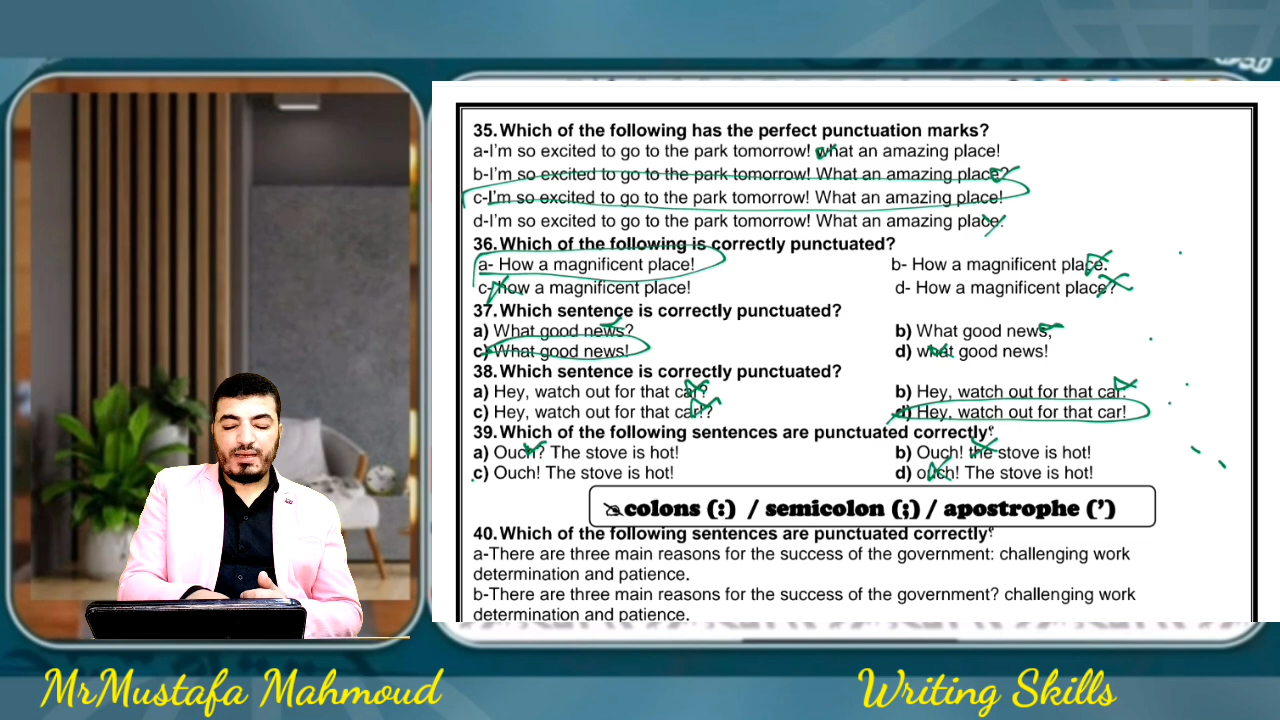 35. Which of the following has the perfect punctuation marks?
a-I'm so excited to go to the park tomorrow! what an amazing place!
b-I'm so excited to go to the park tomorrow! What an amazing place?
c-I'm so excited to go to the park tomorrow! What an amazing place!
d-I'm so excited to go to the park tomorrow! What an amazing place.
36. Which of the following is correctly punctuated?
a- How a magnificent place! b- How a magnificent place.
c- how a magnificent place! d- How a magnificent place?
37. Which sentence is correctly punctuated?
a) What good news? b) What good news,
c) What good news! d) what good news!
38. Which sentence is correctly punctuated?
a) Hey, watch out for that car? b) Hey, watch out for that car.
c) Hey, watch out for that car!? d) Hey, watch out for that car!
39. Which of the following sentences are punctuated correctly؟
a) Ouch? The stove is hot! b) Ouch! the stove is hot!
c) Ouch! The stove is hot! d) ouch! The stove is hot!
colons (:) / semicolon (;) / apostrophe (’)
40. Which of the following sentences are punctuated correctly؟
a-There are three main reasons for the success of the government: challenging work
determination and patience.
b-There are three main reasons for the success of the government? challenging work
determination and patience.
MrMustafa Mahmoud
Writing Skills